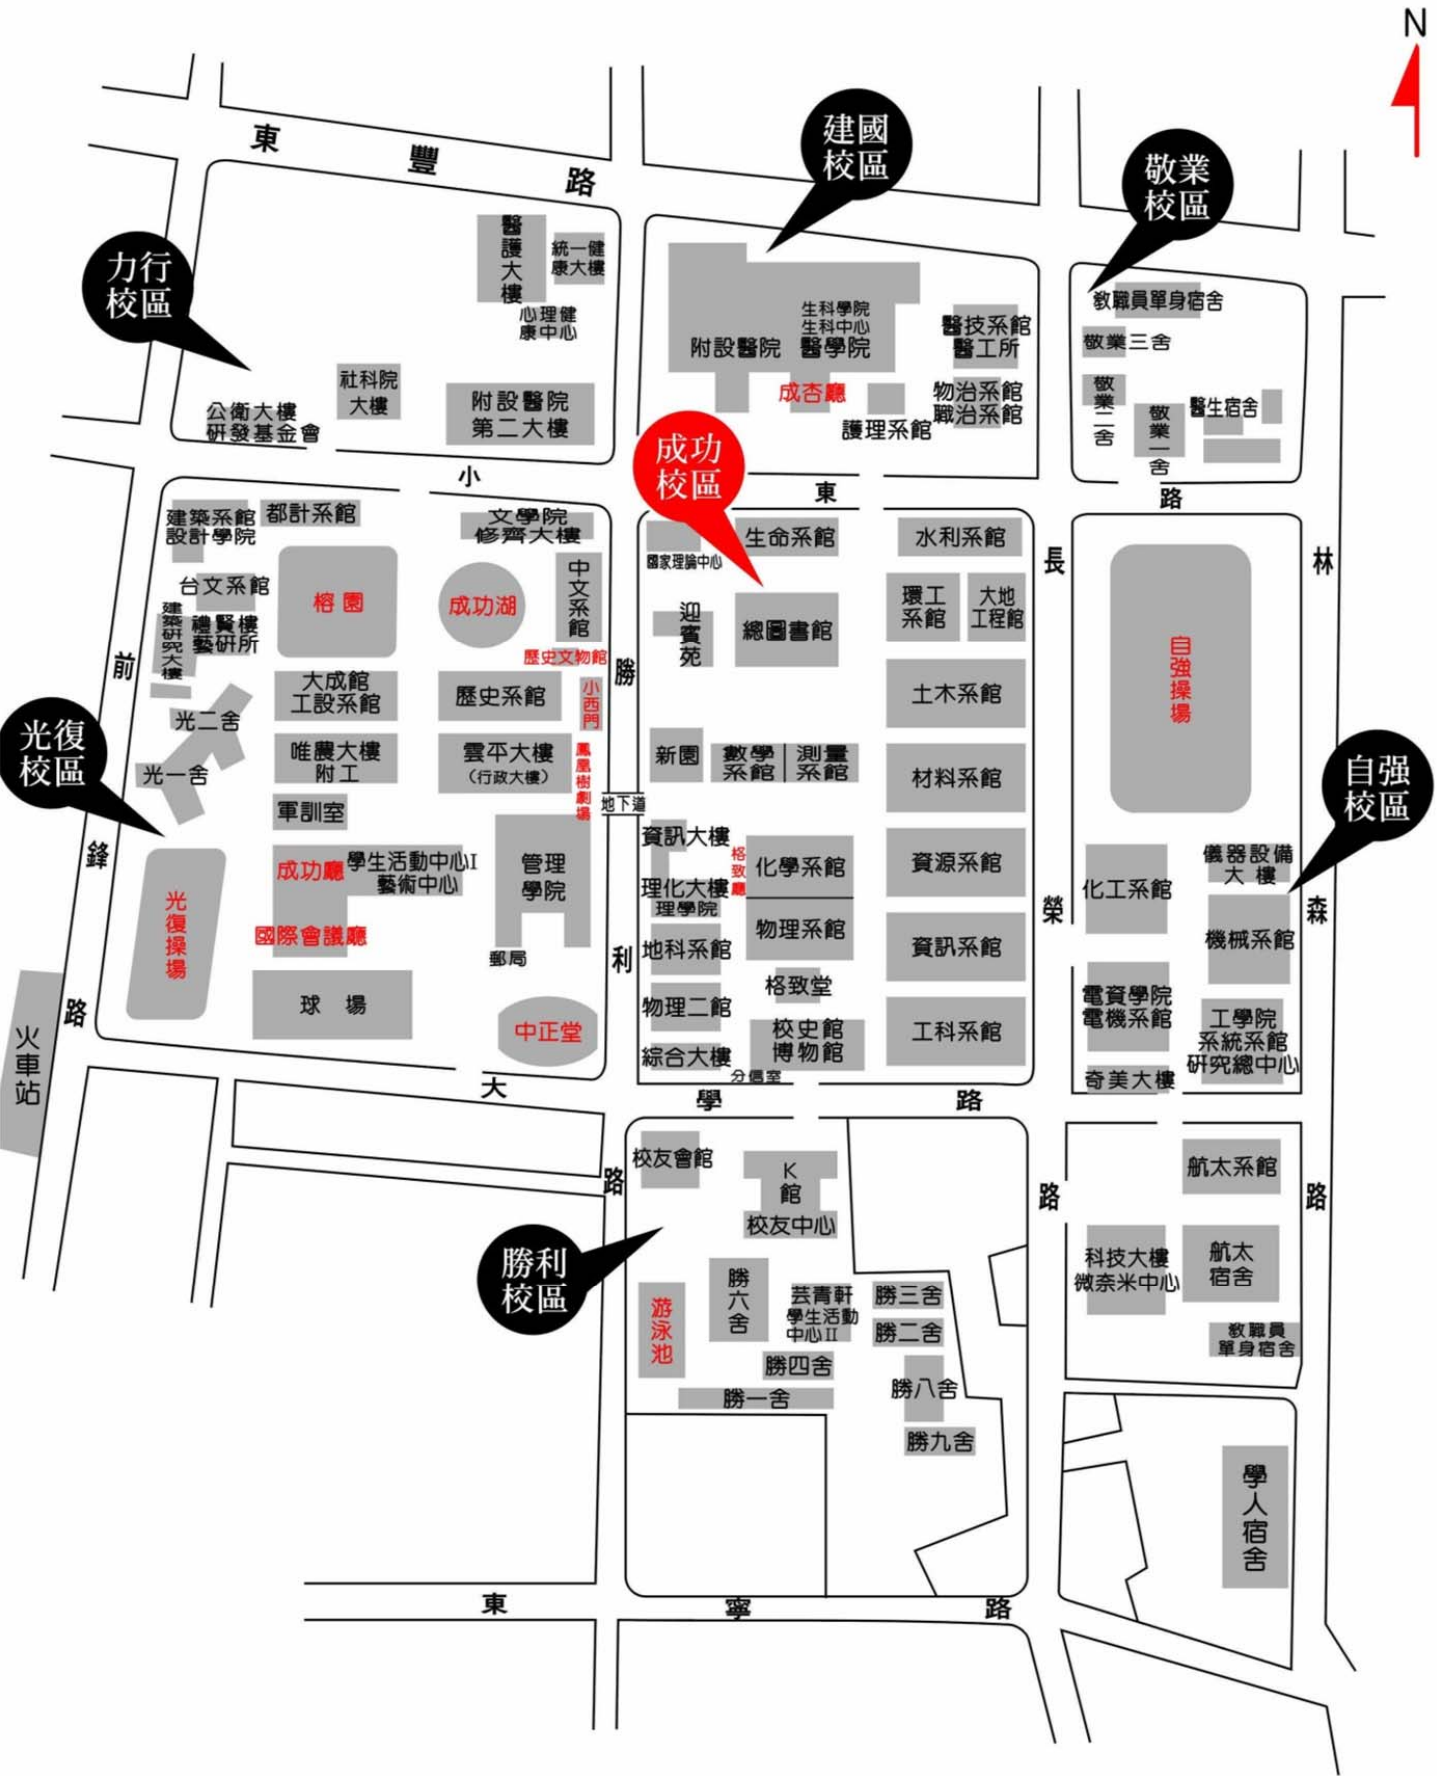 N
東豐路
建國
校區
敬業
校區
力行
校區
醫護大樓
統一健
康大樓
心理健
康中心
社科院
大樓
公衛大樓
研發基金會
附設醫院
第二大樓
附設醫院
生科學院
生科中心
醫學院
成杏廳
護理系館
醫技系館
醫工所
物治系館
職治系館
教職員單身宿舍
敬業三舍
敬業二舍
敬業一舍
醫生宿舍
成功
校區
小東路
建築系館
設計學院
都計系館
文學院
修齊大樓
台文系館
榕園
成功湖
中文系館
建築研究大樓
禮賢樓
藝研所
歷史文物館
大成館
工設系館
歷史系館
小西門
光二舍
光一舍
唯農大樓
附工
雲平大樓
(行政大樓)
鳳凰樹劇場
軍訓室
成功廳
學生活動中心I
藝術中心
管理
學院
國際會議廳
郵局
光復操場
球場
中正堂
光復
校區
前鋒路
火車站
地下道
勝利路
國家理論中心
生命系館
水利系館
迎賓苑
總圖書館
環工
系館
大地
工程館
土木系館
新園
數學
系館
測量
系館
材料系館
資訊大樓
格致廳
化學系館
資源系館
理化大樓
理學院
物理系館
地科系館
資訊系館
格致堂
物理二館
校史館
博物館
工科系館
綜合大樓
分信室
長榮路
林森路
自強操場
自强
校區
化工系館
儀器設備
大樓
機械系館
電資學院
電機系館
工學院
系統系館
研究總中心
奇美大樓
大學路
校友會館
K
館
校友中心
勝利
校區
游泳池
勝六舍
芸青軒
學生活動
中心II
勝三舍
勝二舍
勝四舍
勝一舍
勝八舍
勝九舍
航太系館
科技大樓
微奈米中心
航太
宿舍
教職員
單身宿舍
學人宿舍
東寧路